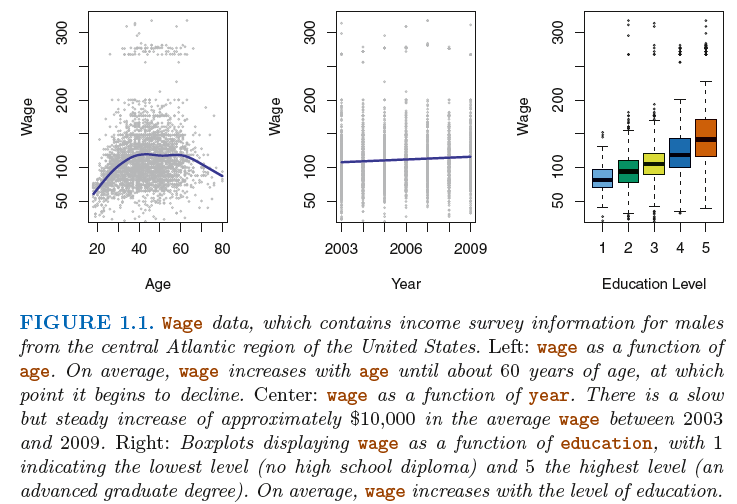 300
200
100
50
Wage
20 40 60 80
Age
300
200
100
50
Wage
2003 2006 2009
Year
300
200
100
50
Wage
1 2 3 4 5
Education Level
FIGURE 1.1. Wage data, which contains income survey information for males
from the central Atlantic region of the United States. Left: wage as a function of
age. On average, wage increases with age until about 60 years of age, at which
point it begins to decline. Center: wage as a function of year. There is a slow
but steady increase of approximately $10,000 in the average wage between 2003
and 2009. Right: Boxplots displaying wage as a function of education, with 1
indicating the lowest level (no high school diploma) and 5 the highest level (an
advanced graduate degree). On average, wage increases with the level of education.